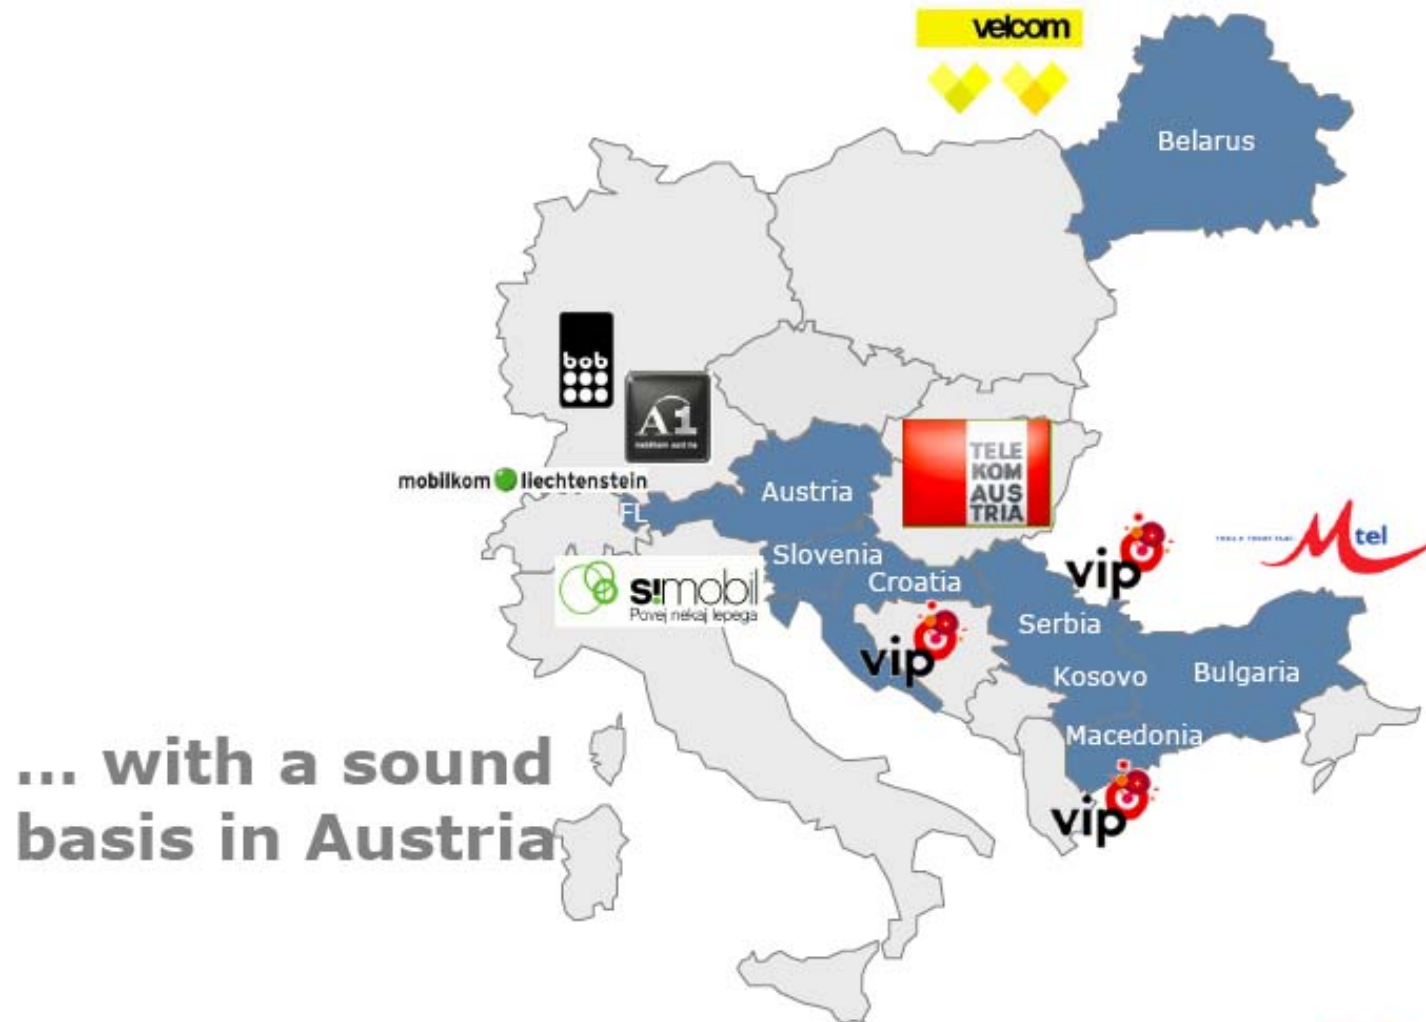 velcom
Belarus
bob
A1
mobilkom liechtenstein
FL
Austria
TELE
KOM
AUS
TRIA
Slovenia
Croatia
s!mobil
Povej nekaj lepega
vip
M tel
vip
Serbia
Kosovo
Bulgaria
Macedonia
vip
... with a sound
basis in Austria